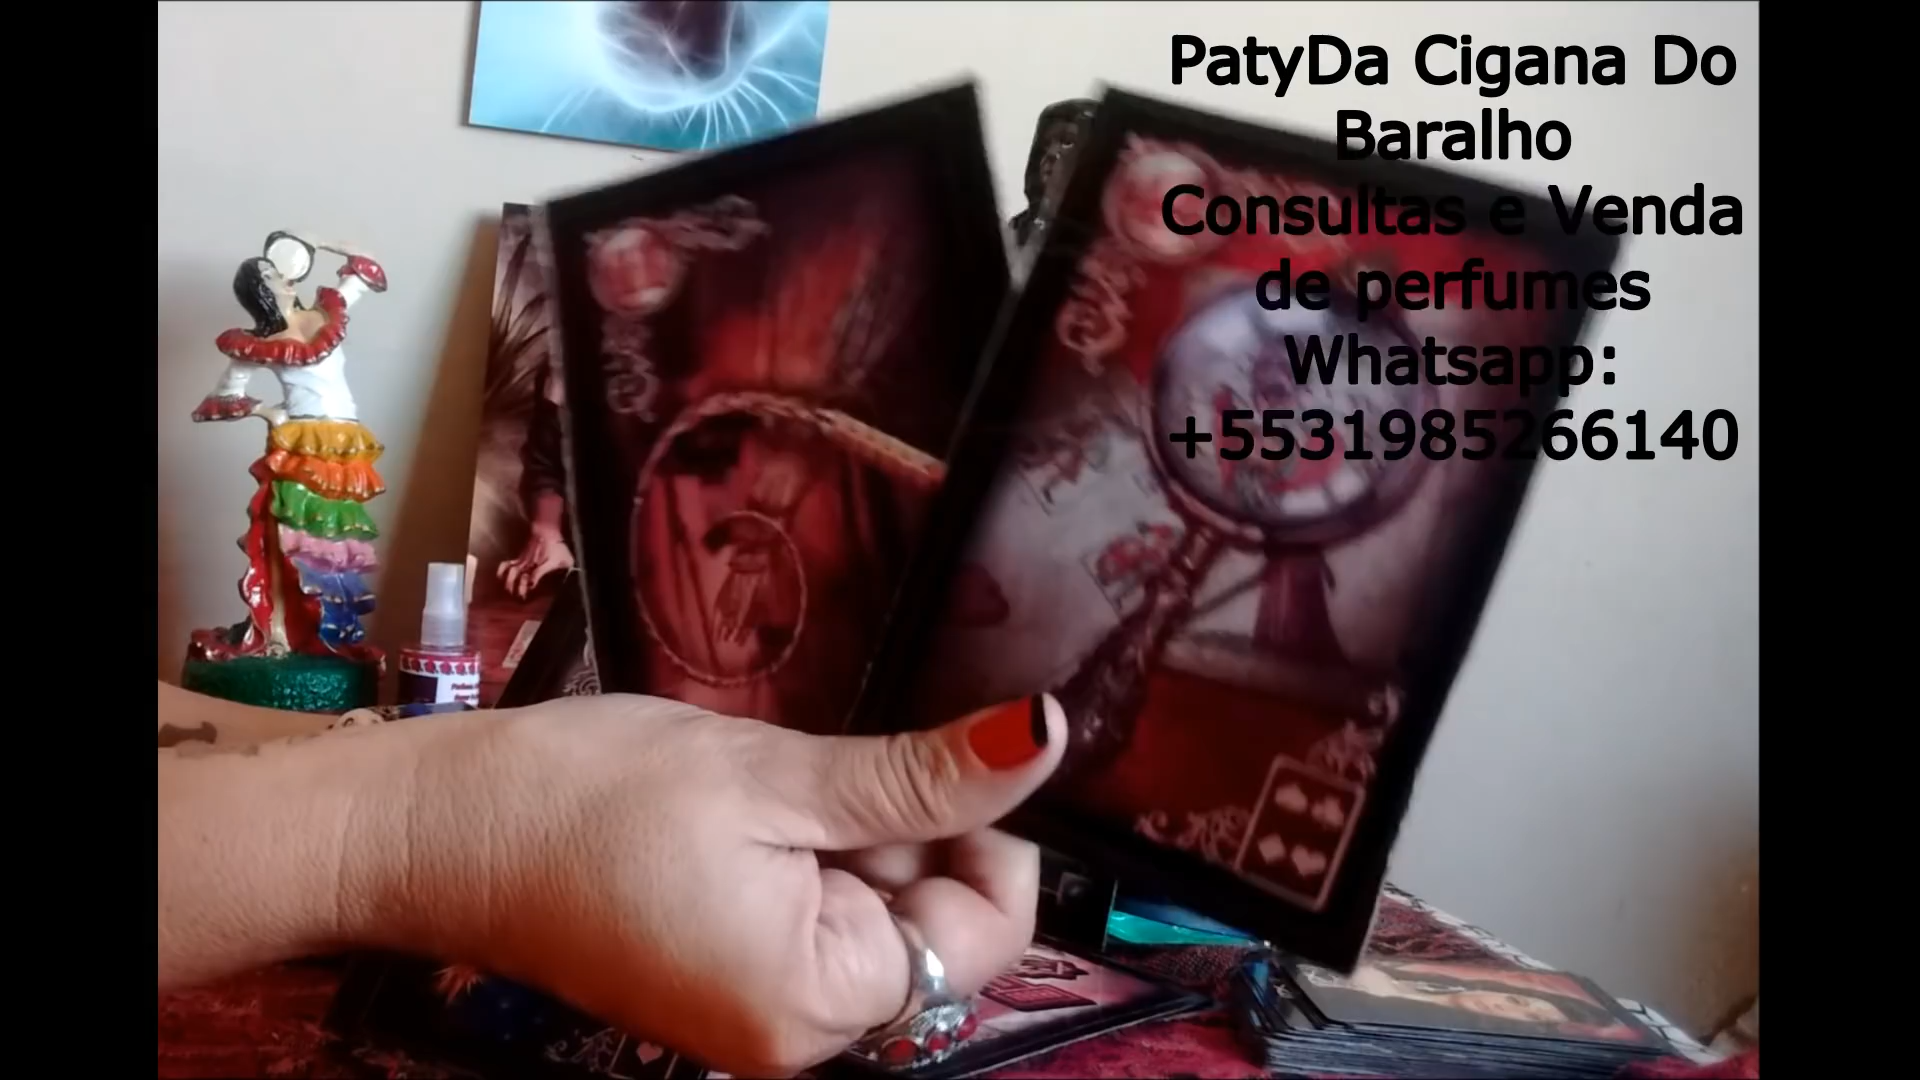 PatyDa Cigana Do
Baralho
Consultas e Venda
de perfumes
Whatsapp:
+5531985266140